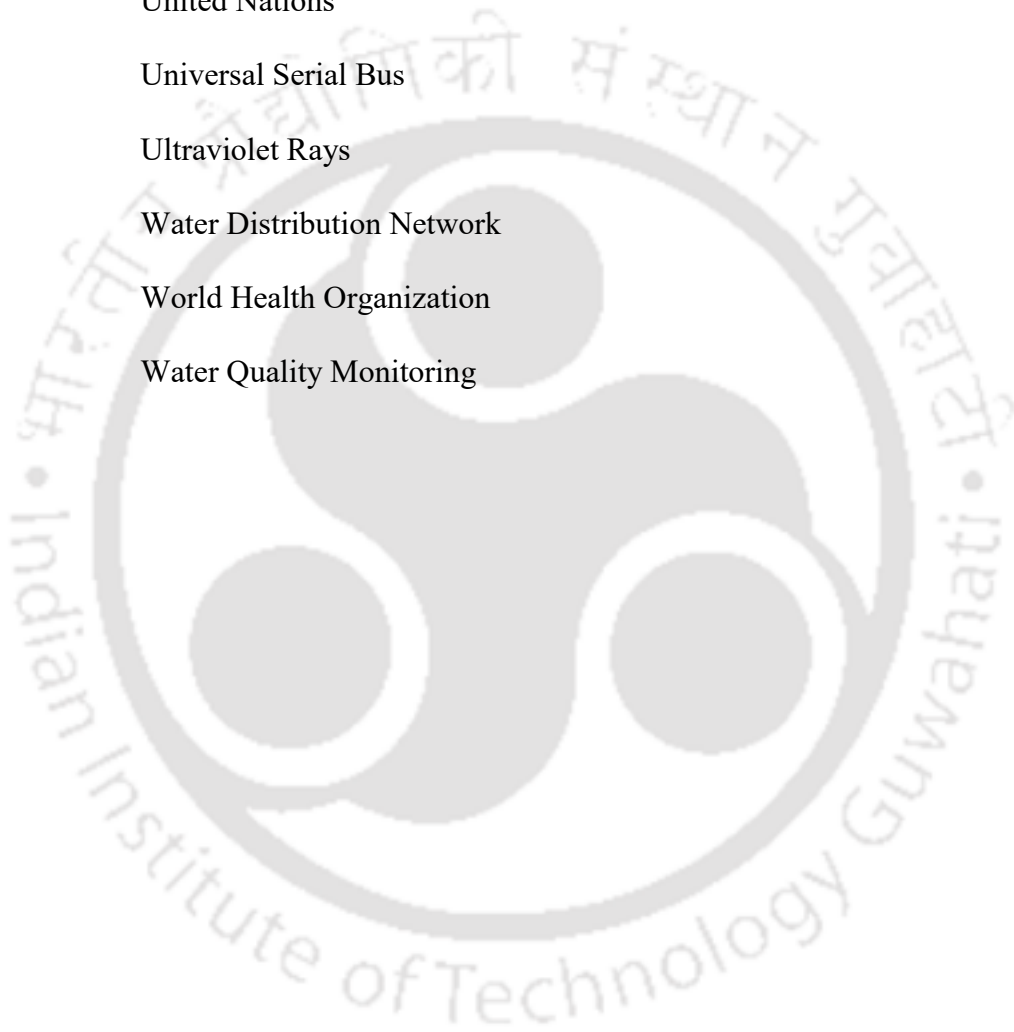 United Nations
Universal Serial Bus
Ultraviolet Rays
Water Distribution Network
World Health Organization
Water Quality Monitoring
भारतीय प्रौद्योगिकी संस्थान गुवाहाटी
Indian Institute of Technology Guwahati